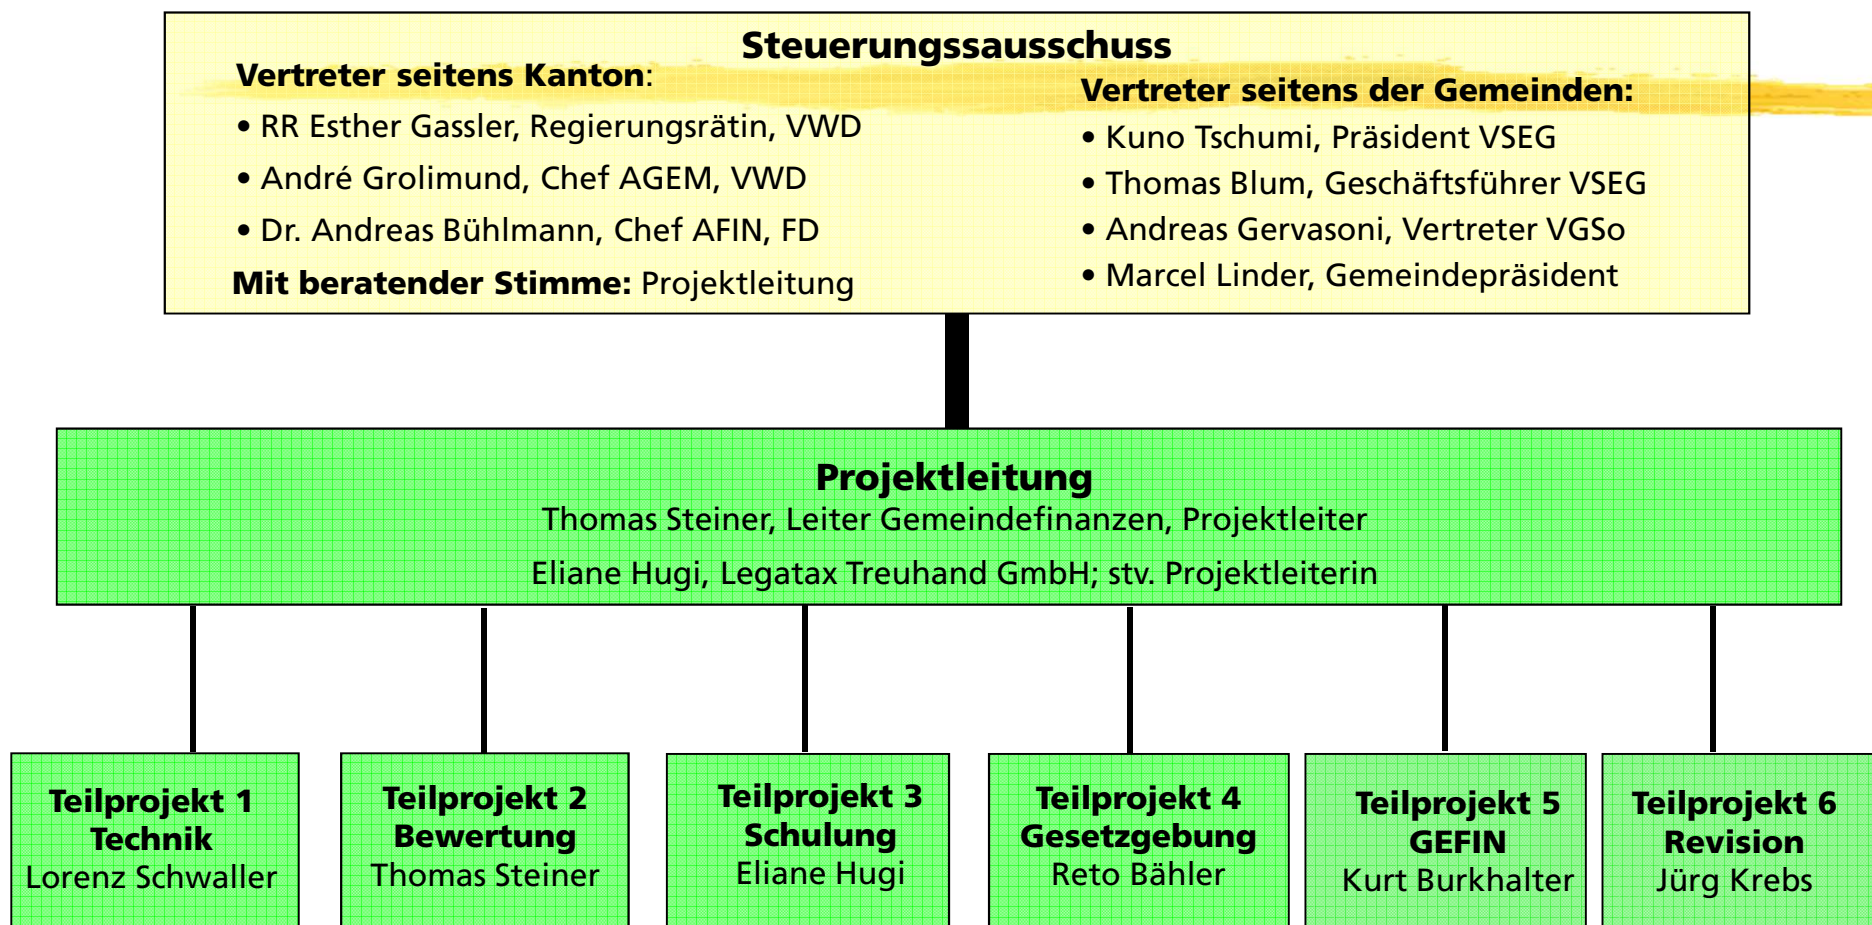 Steuerungssausschuss
Vertreter seitens Kanton:
• RR Esther Gassler, Regierungsrätin, VWD
• André Grolimund, Chef AGEM, VWD
• Dr. Andreas Bühlmann, Chef AFIN, FD
Mit beratender Stimme: Projektleitung
Vertreter seitens der Gemeinden:
• Kuno Tschumi, Präsident VSEG
• Thomas Blum, Geschäftsführer VSEG
• Andreas Gervasoni, Vertreter VGSo
• Marcel Linder, Gemeindepräsident
Projektleitung
Thomas Steiner, Leiter Gemeindefinanzen, Projektleiter
Eliane Hugi, Legatax Treuhand GmbH; stv. Projektleiterin
Teilprojekt 1
Technik
Lorenz Schwaller
Teilprojekt 2
Bewertung
Thomas Steiner
Teilprojekt 3
Schulung
Eliane Hugi
Teilprojekt 4
Gesetzgebung
Reto Bähler
Teilprojekt 5
GEFIN
Kurt Burkhalter
Teilprojekt 6
Revision
Jürg Krebs